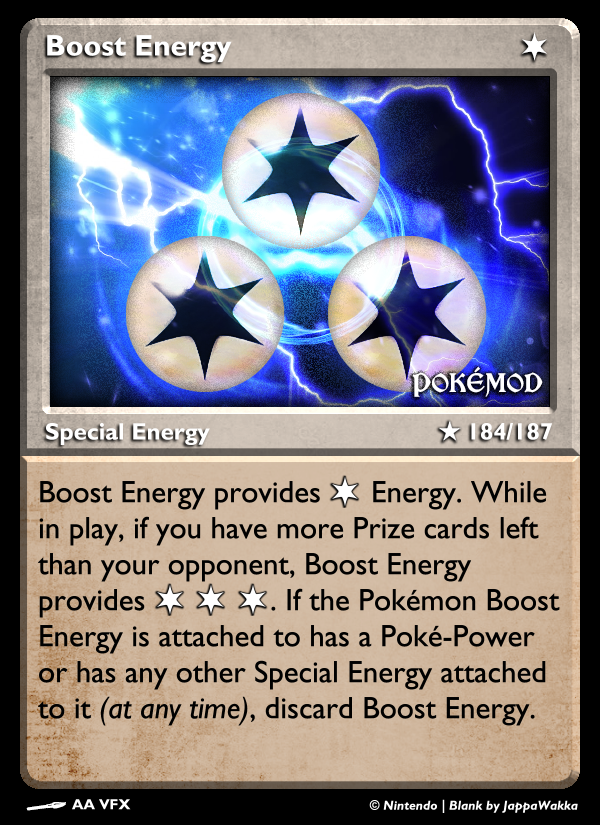 Boost Energy
POKÉMOD
Special Energy ★ 184/187
Boost Energy provides ✶ Energy. While
in play, if you have more Prize cards left
than your opponent, Boost Energy
provides ✶ ✶ ✶. If the Pokémon Boost
Energy is attached to has a Poké-Power
or has any other Special Energy attached
to it (at any time), discard Boost Energy.
AA VFX © Nintendo | Blank by JappaWakka